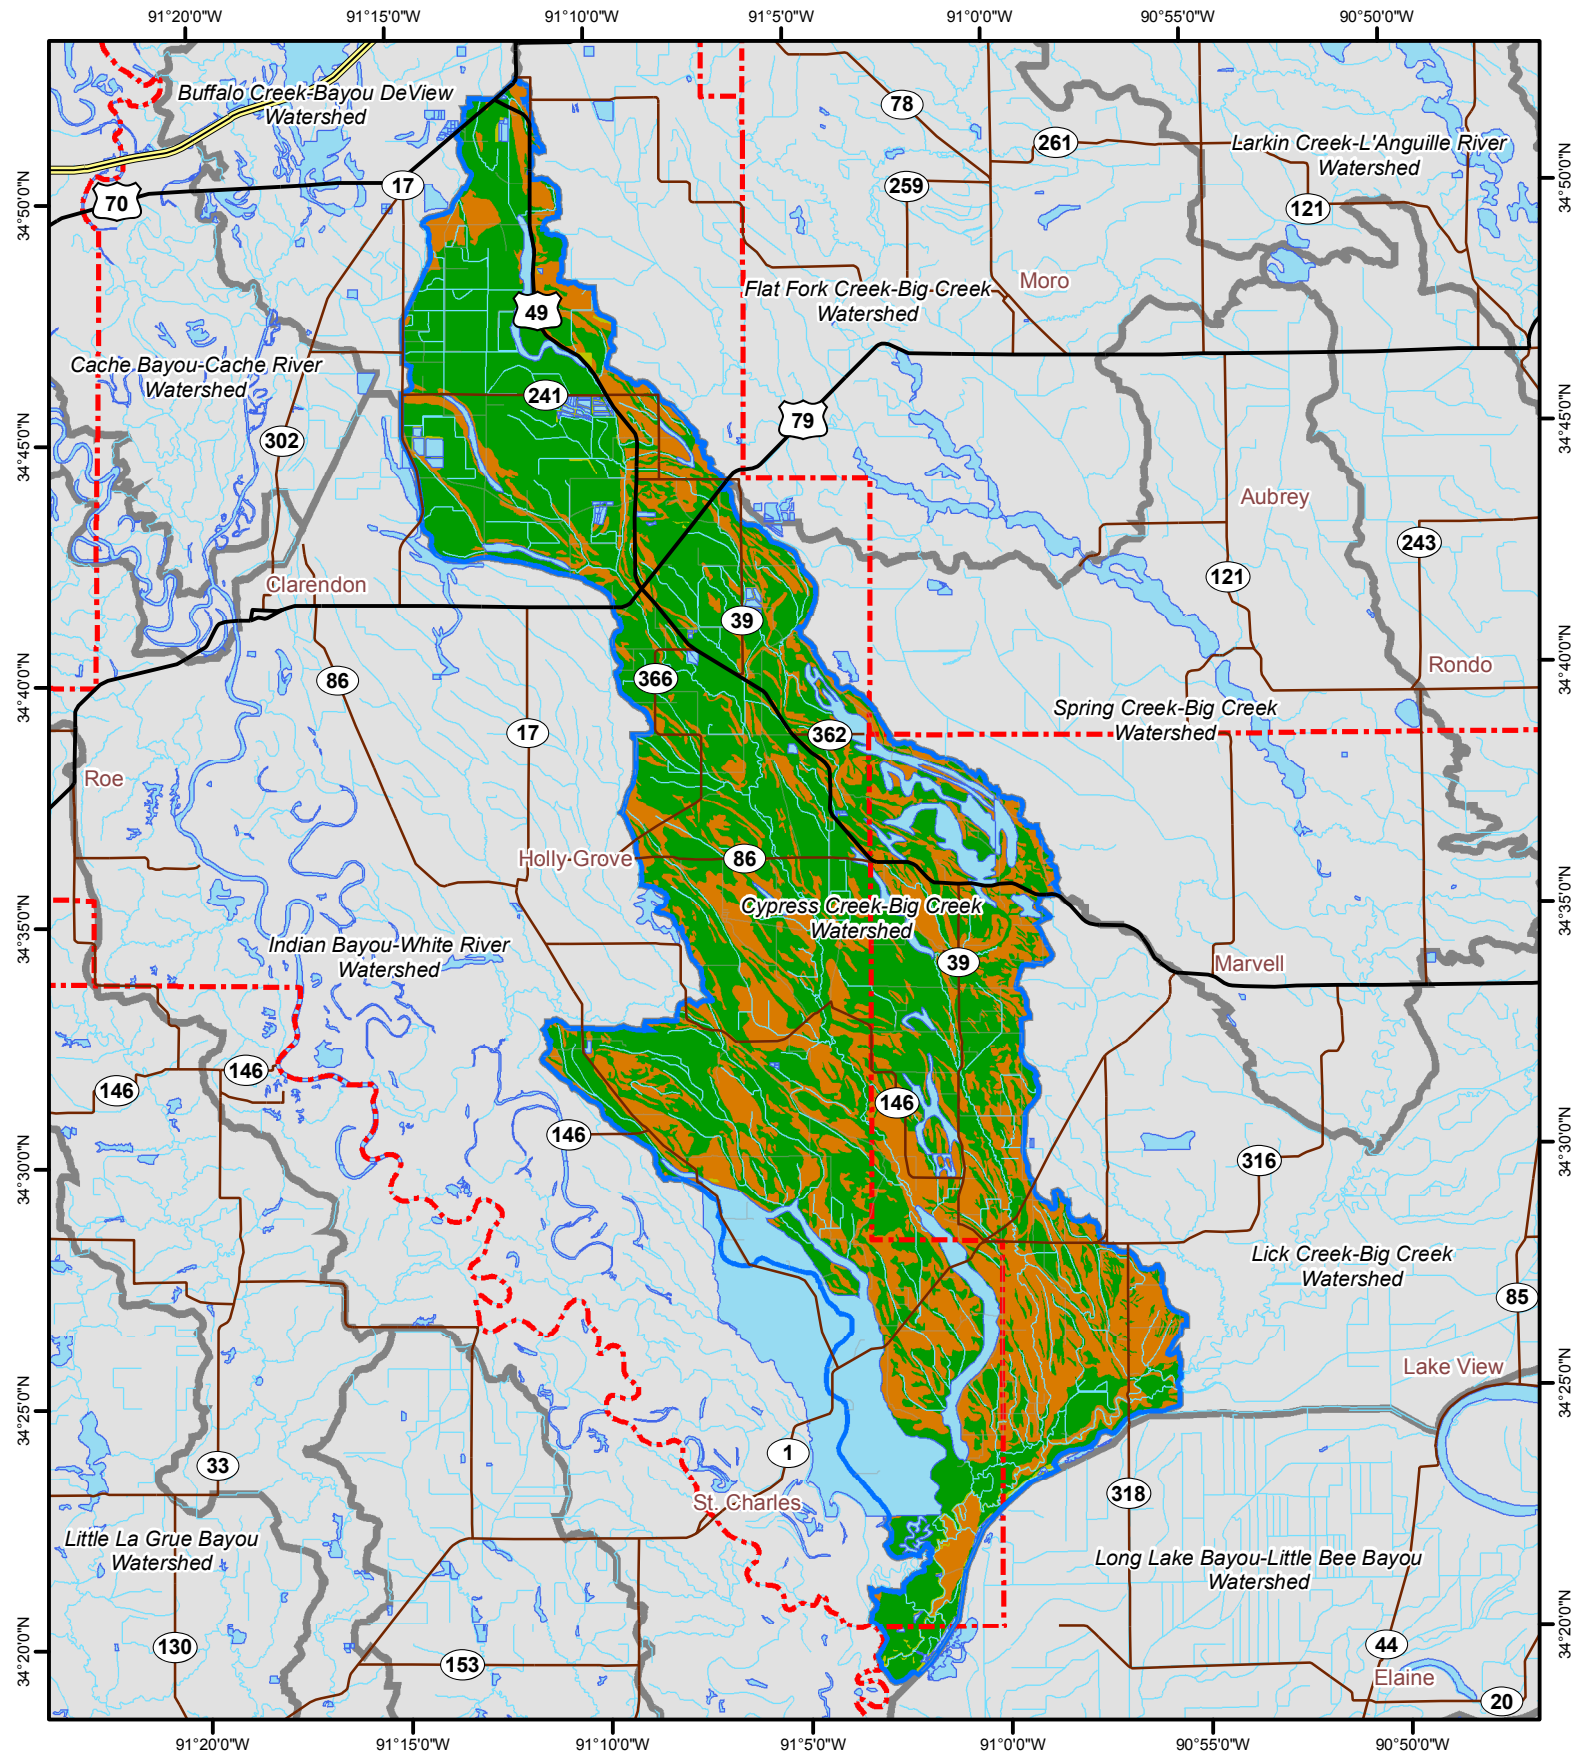 91°20'0"W
91°15'0"W
91°10'0"W
91°5'0"W
91°0'0"W
90°55'0"W
90°50'0"W
Buffalo Creek-Bayou DeView
Watershed
78
261
Larkin Creek-L'Anguille River
Watershed
34°50'0"N
34°50'0"N
17
259
70
121
Flat Fork Creek-Big Creek
Watershed
Moro
49
Cache Bayou-Cache River
Watershed
241
79
302
34°45'0"N
34°45'0"N
Aubrey
243
121
Clarendon
39
34°40'0"N
34°40'0"N
Rondo
86
366
Spring Creek-Big Creek
Watershed
17
362
Roe
Holly Grove
86
Cypress Creek-Big Creek
Watershed
34°35'0"N
34°35'0"N
Indian Bayou-White River
Watershed
39
Marvell
146
146
146
146
34°30'0"N
34°30'0"N
316
Lick Creek-Big Creek
Watershed
85
Lake View
34°25'0"N
34°25'0"N
1
33
318
St. Charles
Little La Grue Bayou
Watershed
Long Lake Bayou-Little Bee Bayou
Watershed
34°20'0"N
34°20'0"N
130
153
44
Elaine
20
91°20'0"W
91°15'0"W
91°10'0"W
91°5'0"W
91°0'0"W
90°55'0"W
90°50'0"W